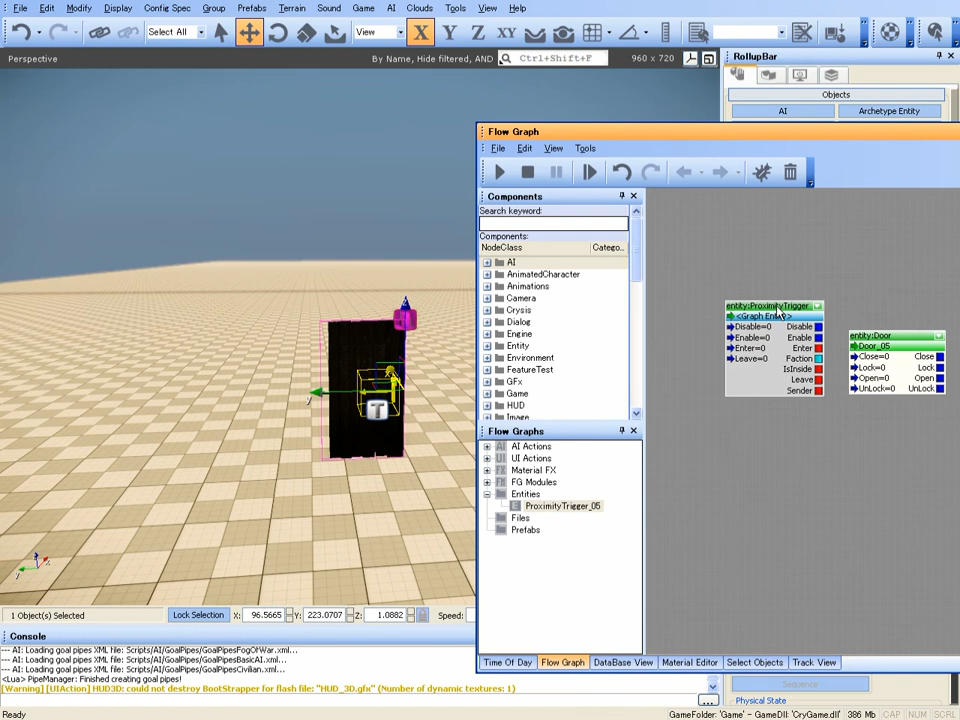 File Edit Modify Display Config Spec Group Prefabs Terrain Sound Game AI Clouds Tools View Help
Select All View X Y Z XY
Perspective By Name, Hide filtered, AND Ctrl+Shift+F 960 x 720
RollupBar
Objects
AI Archetype Entity
Flow Graph
File Edit View Tools
Components
Search keyword:
Components:
NodeClass Catego...
AI
AnimatedCharacter
Animations
Camera
Crysis
Dialog
Engine
Entity
Environment
FeatureTest
GFx
Game
HUD
Image
entity:ProximityTrigger
<Graph Entity>
Disable=0 Disable
Enable=0 Enable
Enter=0 Enter
Leave=0 Faction
IsInside
Leave
Sender
entity:Door
Door_05
Close=0 Close
Lock=0 Lock
Open=0 Open
UnLock=0 UnLock
T
y
y
x
Flow Graphs
AI AI Actions
UI UI Actions
FX Material FX
FG Modules
Entities
E ProximityTrigger_05
Files
Prefabs
1 Object(s) Selected Lock Selection X: 96.5665 Y: 223.0707 Z: 1.0882 Speed:
Console
--- AI: Loading goal pipes XML file: Scripts/AI/GoalPipes/GoalPipesFogOfWar.xml...
--- AI: Loading goal pipes XML file: Scripts/AI/GoalPipes/GoalPipesBasicAI.xml...
--- AI: Loading goal pipes XML file: Scripts/AI/GoalPipes/GoalPipesCivilian.xml...
<Lua> PipeManager: Finished creating goal pipes!
[Warning] [UIAction] HUD3D: could not destroy BootStrapper for flash file: "HUD_3D.gfx" (Number of dynamic textures: 1)
Time Of Day Flow Graph DataBase View Material Editor Select Objects Track View
Sequence
Physical State
Ready GameFolder: 'Game' - GameDll: 'CryGame.dll' 386 Mb CAP NUM SCRL